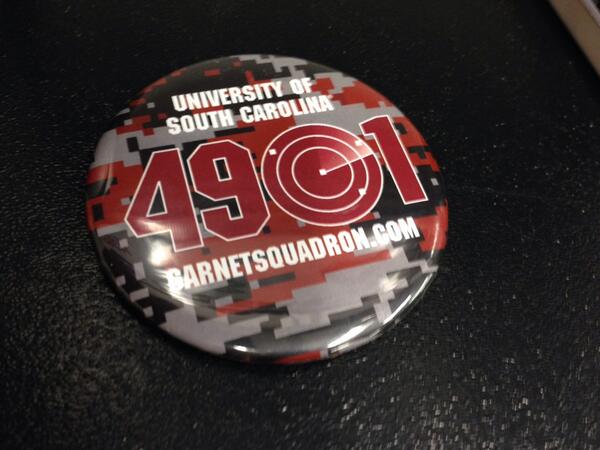 UNIVERSITY OF
SOUTH CAROLINA
4901
GARNETSQUADRON.COM